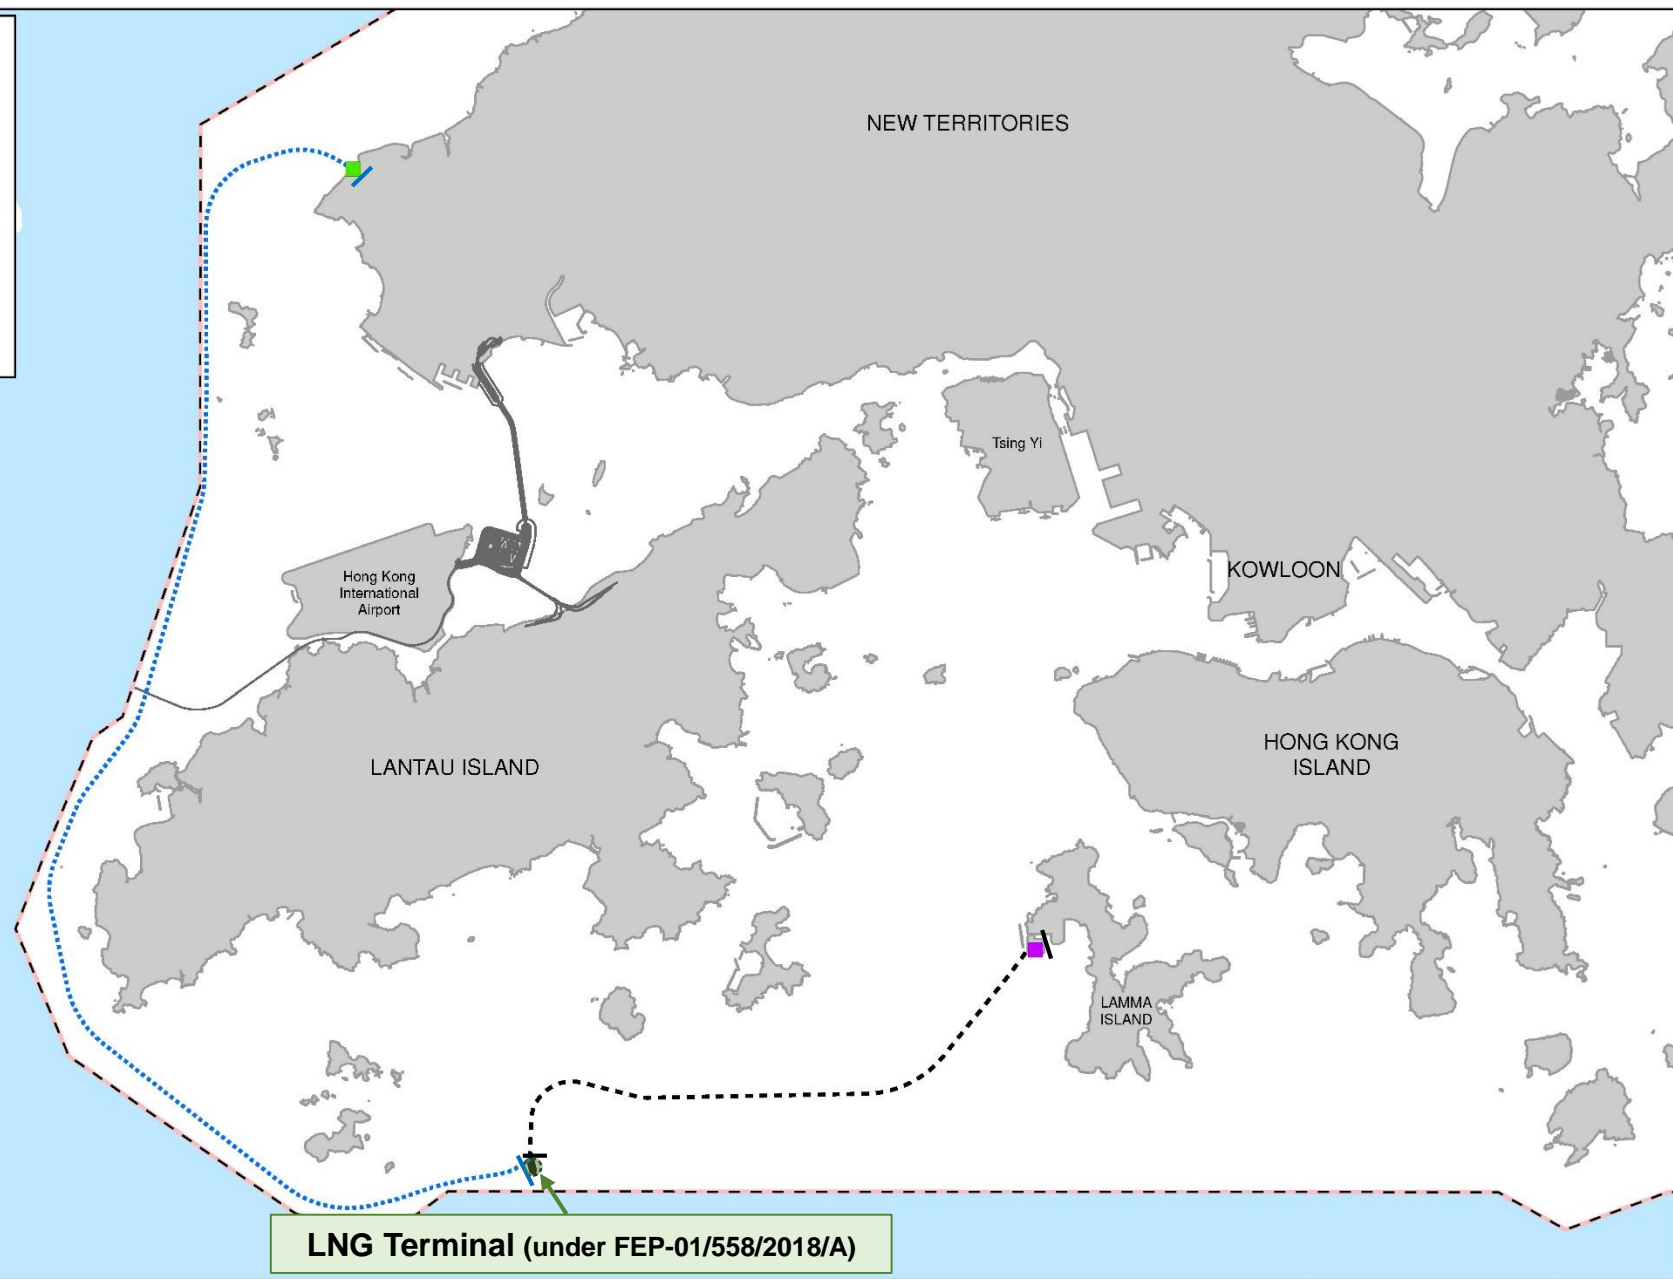 NEW TERRITORIES
Tsing Yi
Hong Kong
International
Airport
KOWLOON
LANTAU ISLAND
HONG KONG
ISLAND
LAMMA
ISLAND
LNG Terminal (under FEP-01/558/2018/A)